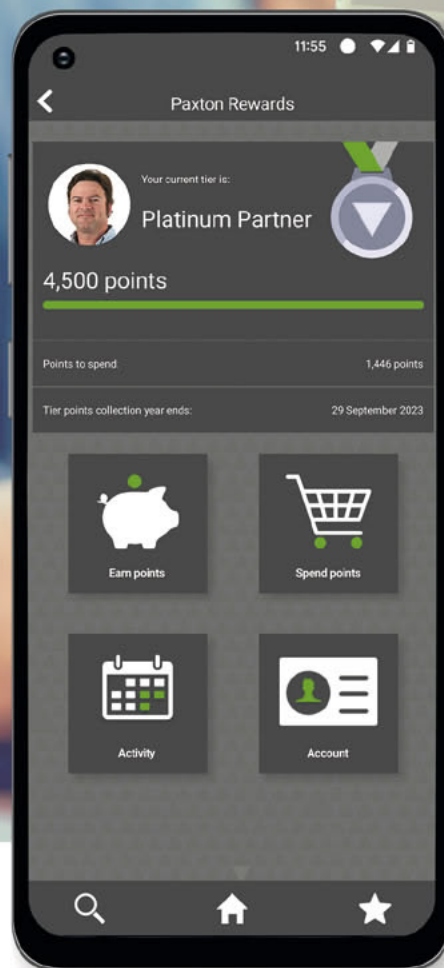 11:55
Paxton Rewards
Your current tier is:
Platinum Partner
4,500 points
Points to spend 1,446 points
Tier points collection year ends: 29 September 2023
Earn points Spend points
Activity Account